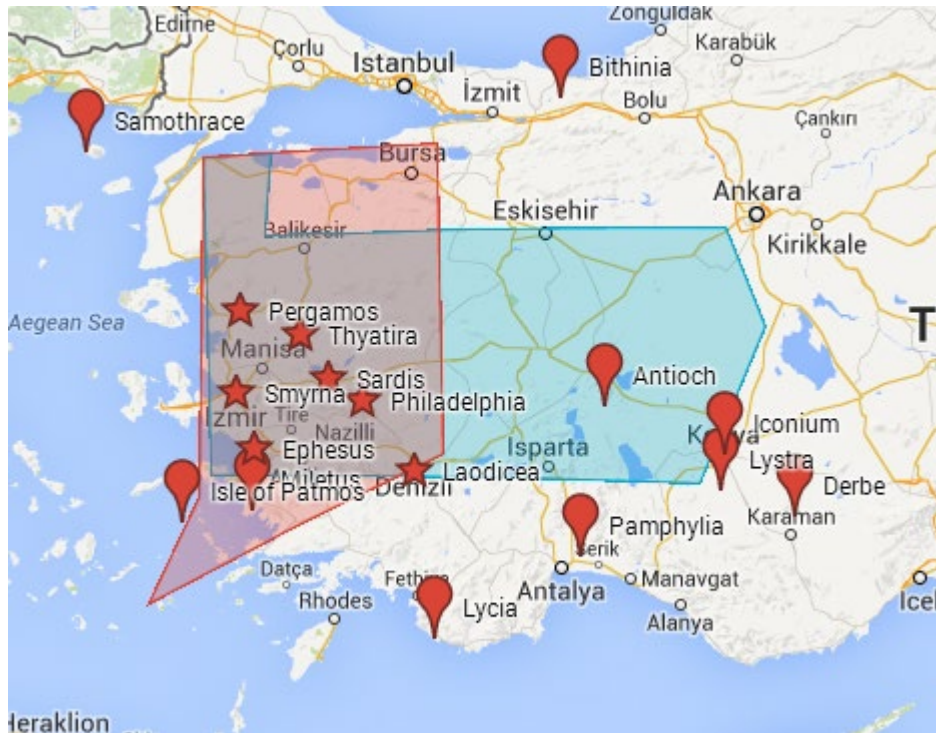 Zonguldak
Edirne
Karabük
Çorlu
Istanbul
Bithinia
İzmit
Bolu
Samothrace
Çankırı
Bursa
Ankara
Eskisehir
Balikesir
Kirikkale
Pergamos
Aegean Sea
T
Thyatira
Manisa
Antioch
Sardis
Smyrna
Philadelphia
Izmir
Tire
Iconium
Nazilli
Ephesus
Isparta
Lystra
Laodicea
Miletus
Denizli
Isle of Patmos
Derbe
Karaman
Pamphylia
Serik
Datça
Antalya
Manavgat
Rhodes
Lycia
Alanya
Icel
Heraklion